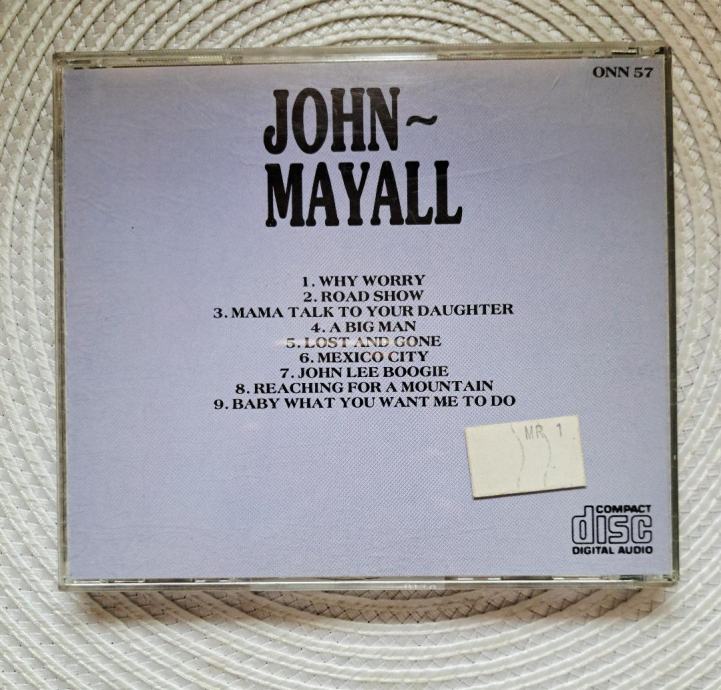 ONN 57
JOHN~
MAYALL
1. WHY WORRY
2. ROAD SHOW
3. MAMA TALK TO YOUR DAUGHTER
4. A BIG MAN
5. LOST AND GONE
6. MEXICO CITY
7. JOHN LEE BOOGIE
8. REACHING FOR A MOUNTAIN
9. BABY WHAT YOU WANT ME TO DO
MR 1
COMPACT
disc
DIGITAL AUDIO